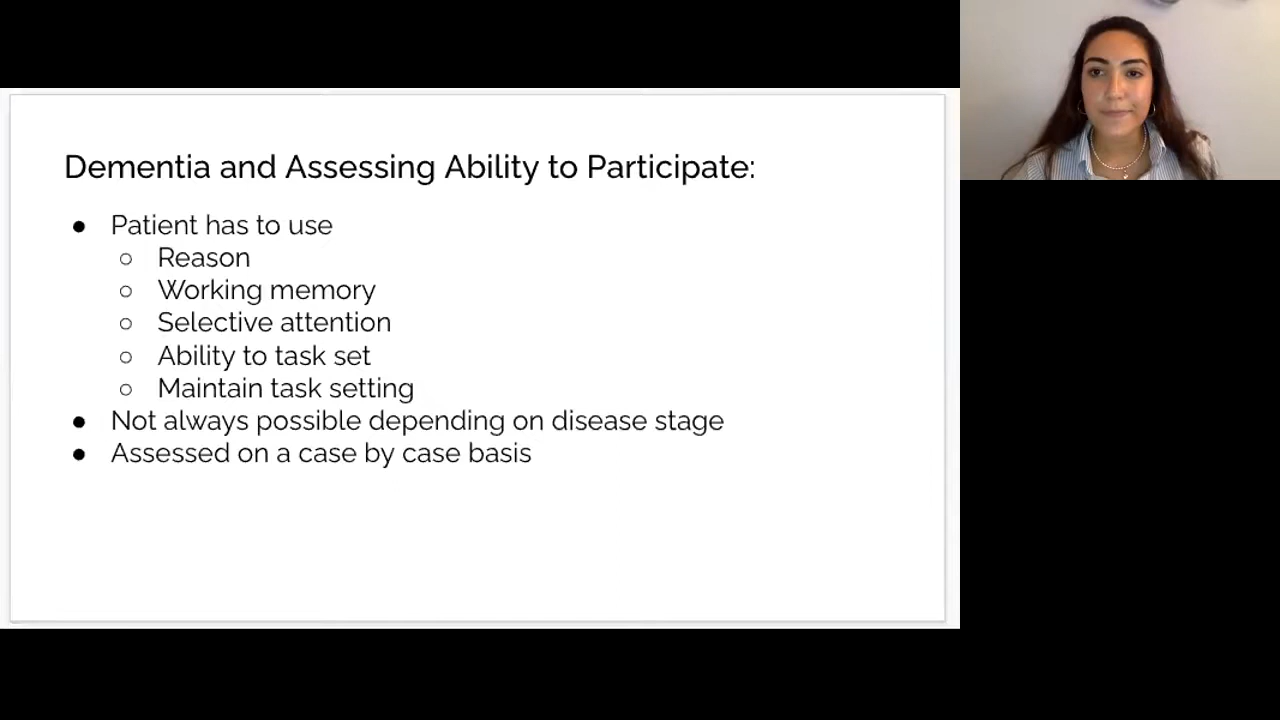 Dementia and Assessing Ability to Participate:
● Patient has to use
○ Reason
○ Working memory
○ Selective attention
○ Ability to task set
○ Maintain task setting
● Not always possible depending on disease stage
● Assessed on a case by case basis